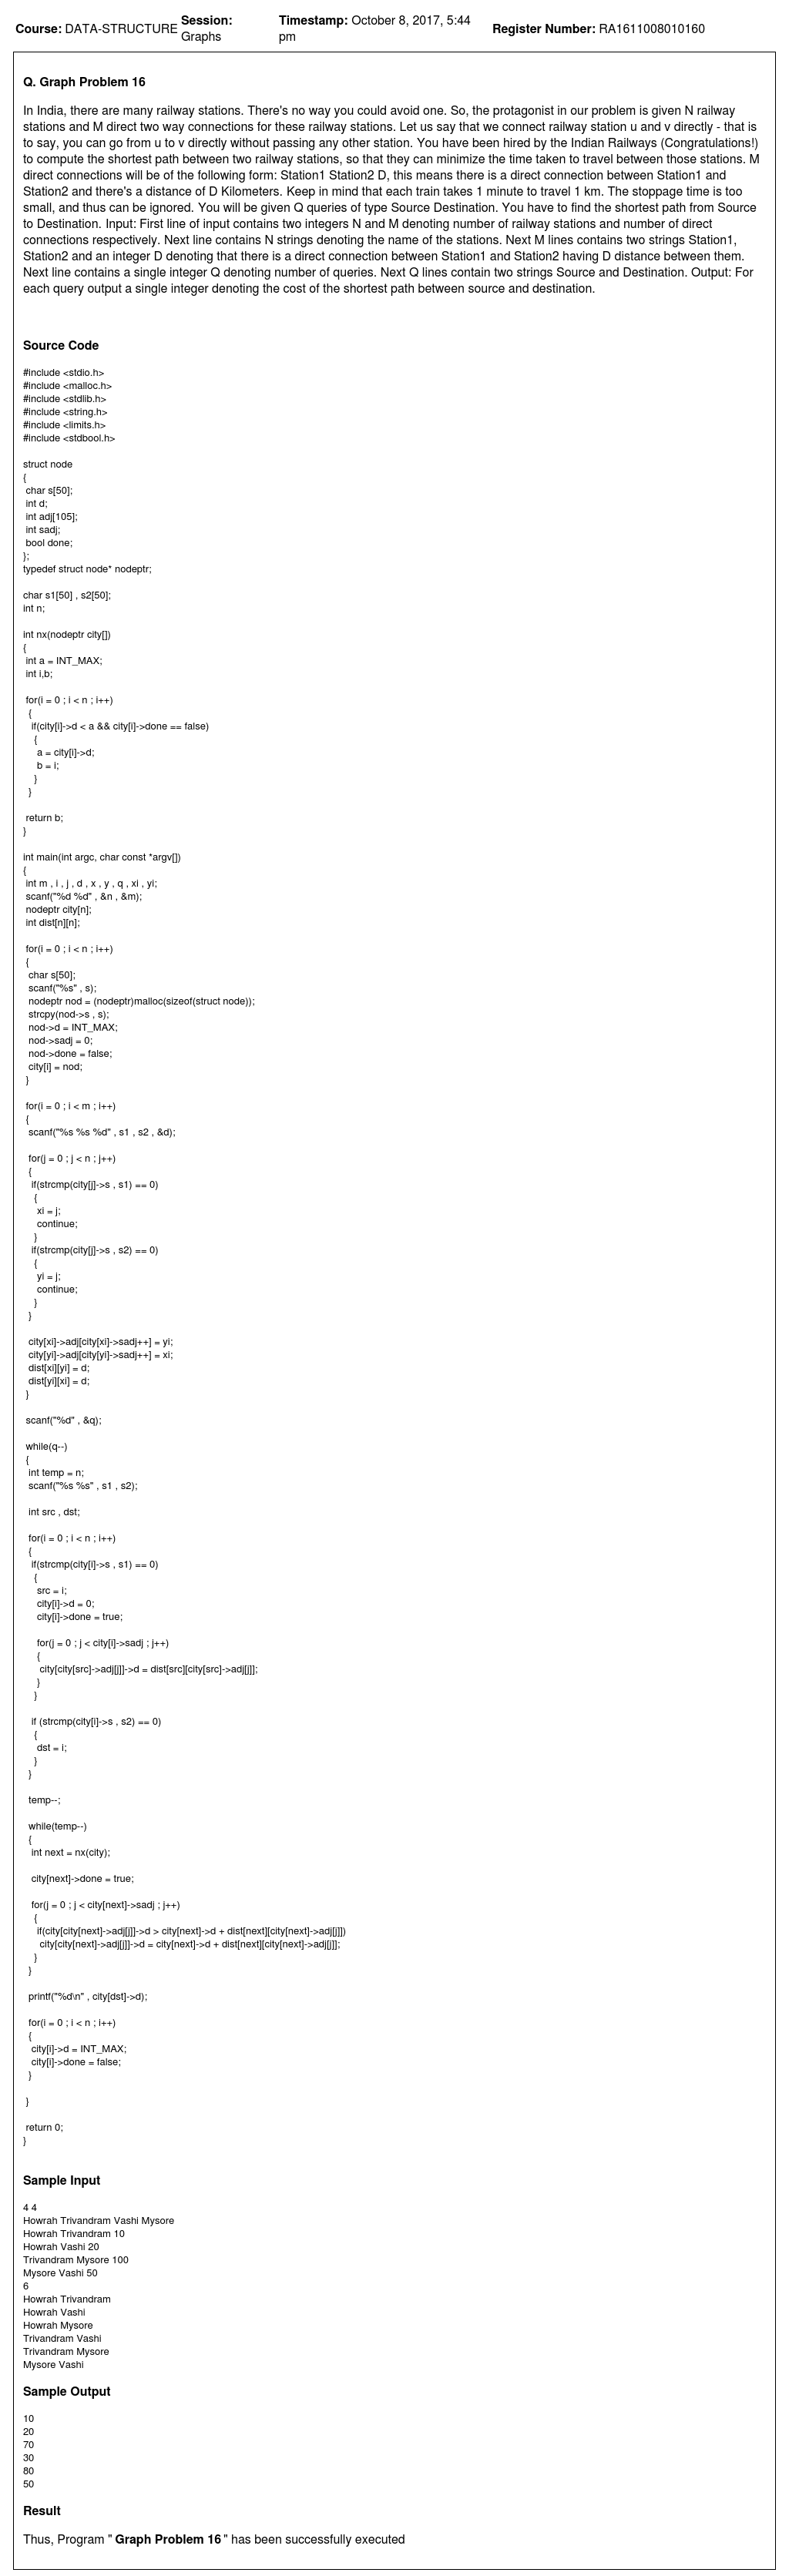 Course: DATA-STRUCTURE Session: Graphs Timestamp: October 8, 2017, 5:44 pm Register Number: RA1611008010160
Q. Graph Problem 16
In India, there are many railway stations. There's no way you could avoid one. So, the protagonist in our problem is given N railway
stations and M direct two way connections for these railway stations. Let us say that we connect railway station u and v directly - that is
to say, you can go from u to v directly without passing any other station. You have been hired by the Indian Railways (Congratulations!)
to compute the shortest path between two railway stations, so that they can minimize the time taken to travel between those stations. M
direct connections will be of the following form: Station1 Station2 D, this means there is a direct connection between Station1 and
Station2 and there's a distance of D Kilometers. Keep in mind that each train takes 1 minute to travel 1 km. The stoppage time is too
small, and thus can be ignored. You will be given Q queries of type Source Destination. You have to find the shortest path from Source
to Destination. Input: First line of input contains two integers N and M denoting number of railway stations and number of direct
connections respectively. Next line contains N strings denoting the name of the stations. Next M lines contains two strings Station1,
Station2 and an integer D denoting that there is a direct connection between Station1 and Station2 having D distance between them.
Next line contains a single integer Q denoting number of queries. Next Q lines contain two strings Source and Destination. Output: For
each query output a single integer denoting the cost of the shortest path between source and destination.
Source Code
#include <stdio.h>
#include <malloc.h>
#include <stdlib.h>
#include <string.h>
#include <limits.h>
#include <stdbool.h>
struct node
{
char s[50];
int d;
int adj[105];
int sadj;
bool done;
};
typedef struct node* nodeptr;
char s1[50] , s2[50];
int n;
int nx(nodeptr city[])
{
int a = INT_MAX;
int i,b;
for(i = 0 ; i < n ; i++)
{
if(city[i]->d < a && city[i]->done == false)
{
a = city[i]->d;
b = i;
}
}
return b;
}
int main(int argc, char const *argv[])
{
int m , i , j , d , x , y , q , xi , yi;
scanf("%d %d" , &n , &m);
nodeptr city[n];
int dist[n][n];
for(i = 0 ; i < n ; i++)
{
char s[50];
scanf("%s" , s);
nodeptr nod = (nodeptr)malloc(sizeof(struct node));
strcpy(nod->s , s);
nod->d = INT_MAX;
nod->sadj = 0;
nod->done = false;
city[i] = nod;
}
for(i = 0 ; i < m ; i++)
{
scanf("%s %s %d" , s1 , s2 , &d);
for(j = 0 ; j < n ; j++)
{
if(strcmp(city[j]->s , s1) == 0)
{
xi = j;
continue;
}
if(strcmp(city[j]->s , s2) == 0)
{
yi = j;
continue;
}
}
city[xi]->adj[city[xi]->sadj++] = yi;
city[yi]->adj[city[yi]->sadj++] = xi;
dist[xi][yi] = d;
dist[yi][xi] = d;
}
scanf("%d" , &q);
while(q--)
{
int temp = n;
scanf("%s %s" , s1 , s2);
int src , dst;
for(i = 0 ; i < n ; i++)
{
if(strcmp(city[i]->s , s1) == 0)
{
src = i;
city[i]->d = 0;
city[i]->done = true;
for(j = 0 ; j < city[i]->sadj ; j++)
{
city[city[src]->adj[j]]->d = dist[src][city[src]->adj[j]];
}
}
if (strcmp(city[i]->s , s2) == 0)
{
dst = i;
}
}
temp--;
while(temp--)
{
int next = nx(city);
city[next]->done = true;
for(j = 0 ; j < city[next]->sadj ; j++)
{
if(city[city[next]->adj[j]]->d > city[next]->d + dist[next][city[next]->adj[j]])
city[city[next]->adj[j]]->d = city[next]->d + dist[next][city[next]->adj[j]];
}
}
printf("%d\n" , city[dst]->d);
for(i = 0 ; i < n ; i++)
{
city[i]->d = INT_MAX;
city[i]->done = false;
}
}
return 0;
}
Sample Input
4 4
Howrah Trivandram Vashi Mysore
Howrah Trivandram 10
Howrah Vashi 20
Trivandram Mysore 100
Mysore Vashi 50
6
Howrah Trivandram
Howrah Vashi
Howrah Mysore
Trivandram Vashi
Trivandram Mysore
Mysore Vashi
Sample Output
10
20
70
30
80
50
Result
Thus, Program " Graph Problem 16 " has been successfully executed